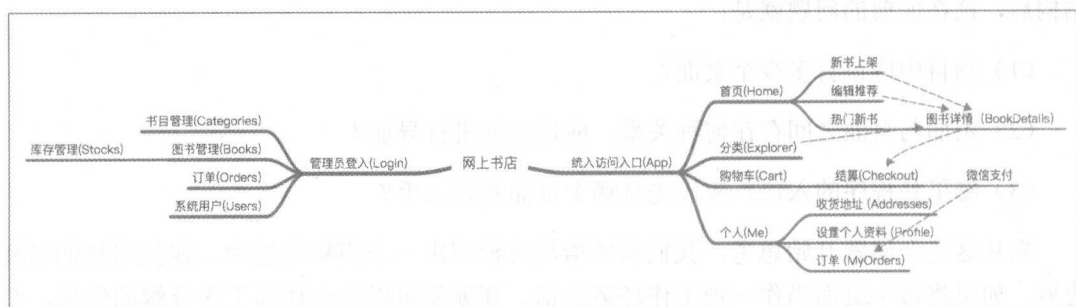 新书上架
首页(Home)
编辑推荐
热门新书
图书详情（BookDetails）
书目管理(Categories)
库存管理(Stocks)
图书管理(Books)
管理员登入(Login)
网上书店
统入访问入口(App)
分类(Explorer)
订单(Orders)
购物车(Cart)
结算(Checkout)
微信支付
系统用户(Users)
收货地址 (Addresses)
个人(Me)
设置个人资料 (Profile)
订单 (MyOrders)